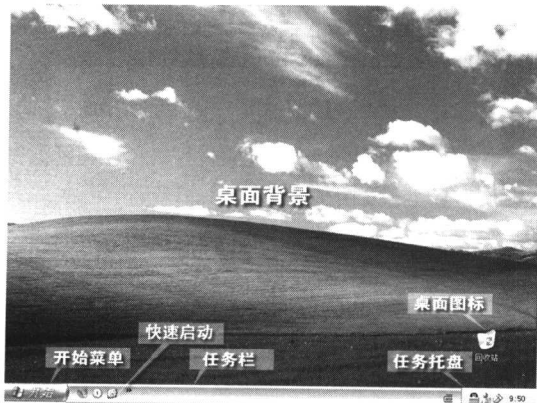 桌面背景
桌面图标
快速启动
回收站
开始菜单
任务栏
任务托盘
开始
9:50